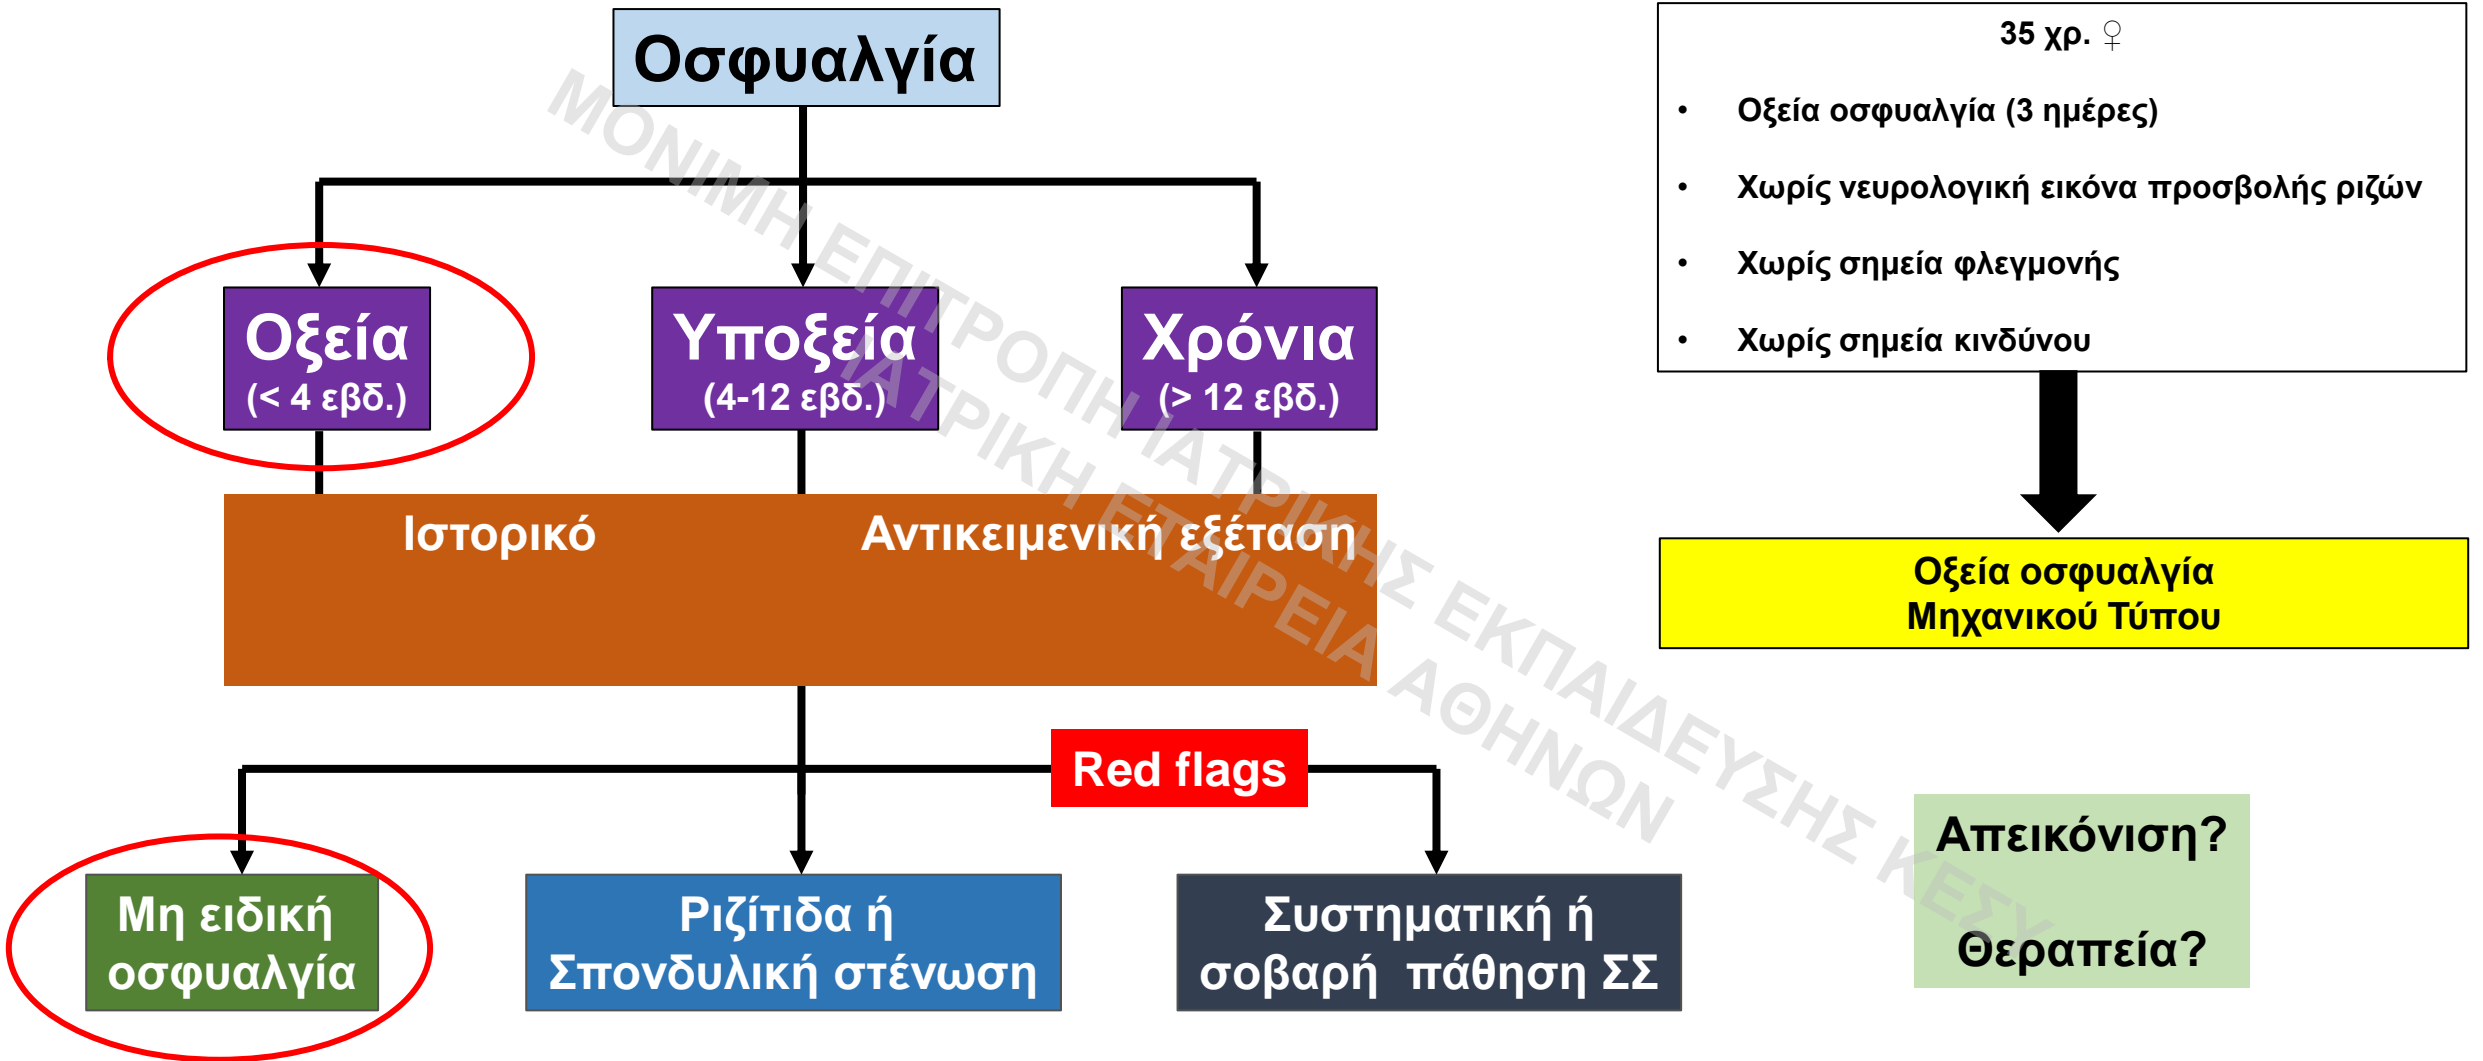 Οσφυαλγία
Οξεία
(< 4 εβδ.)
Υποξεία
(4-12 εβδ.)
Χρόνια
(> 12 εβδ.)
Ιστορικό
Αντικειμενική εξέταση
Red flags
Μη ειδική
οσφυαλγία
Ριζίτιδα ή
Σπονδυλική στένωση
Συστηματική ή
σοβαρή πάθηση ΣΣ
35 χρ. ♀
• Οξεία οσφυαλγία (3 ημέρες)
• Χωρίς νευρολογική εικόνα προσβολής ριζών
• Χωρίς σημεία φλεγμονής
• Χωρίς σημεία κινδύνου
Οξεία οσφυαλγία
Μηχανικού Τύπου
Απεικόνιση?
Θεραπεία?
ΜΟΝΙΜΗ ΕΠΙΤΡΟΠΗ ΙΑΤΡΙΚΗΣ ΕΚΠΑΙΔΕΥΣΗΣ ΚΕΣΥ
ΙΑΤΡΙΚΗ ΕΤΑΙΡΕΙΑ ΑΘΗΝΩΝ